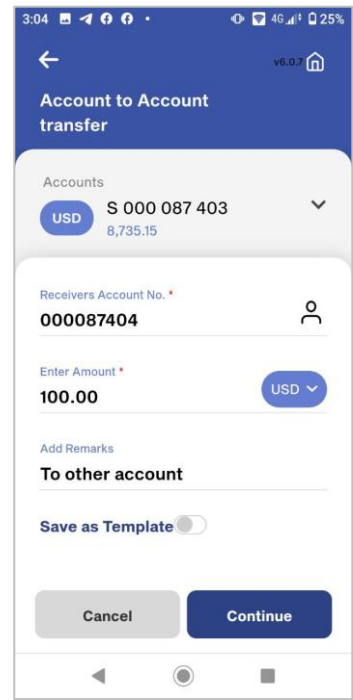 3:04 4G 25%
v6.0.7
Account to Account
transfer
Accounts
USD S 000 087 403
8,735.15
Receivers Account No. *
000087404
Enter Amount *
100.00 USD
Add Remarks
To other account
Save as Template
Cancel Continue